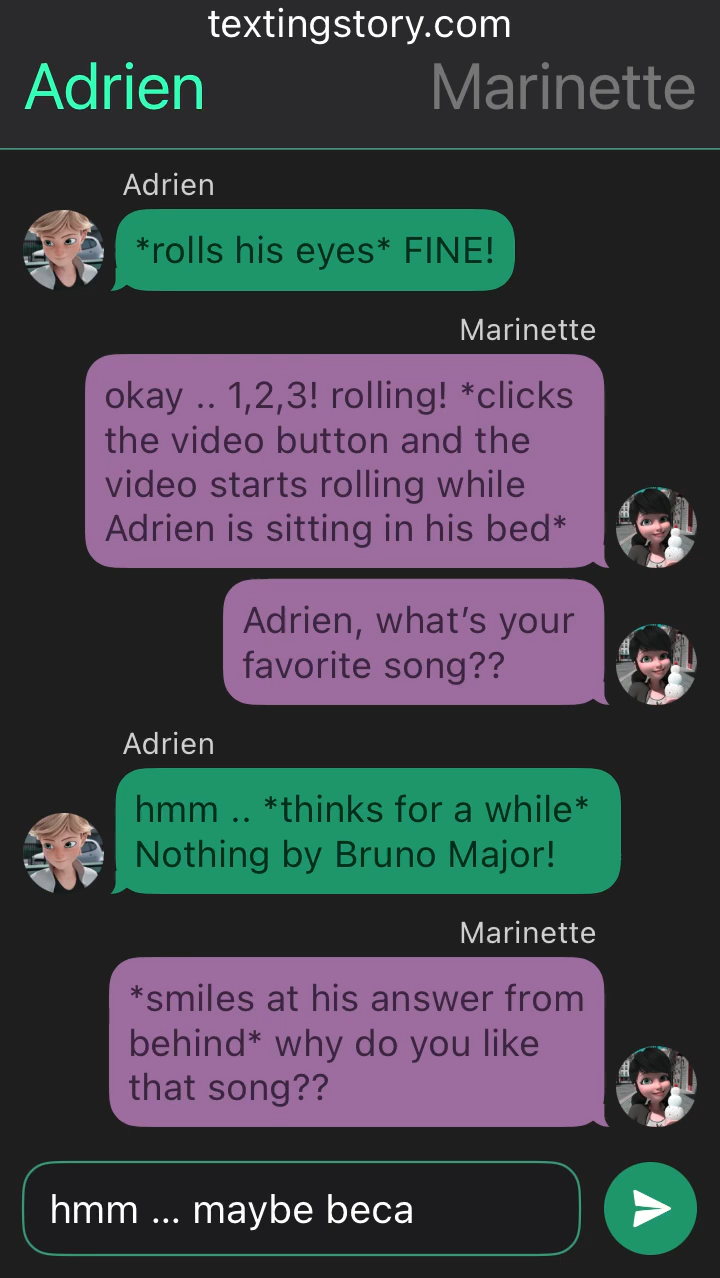 textingstory.com
Adrien Marinette
Adrien
*rolls his eyes* FINE!
Marinette
okay .. 1,2,3! rolling! *clicks
the video button and the
video starts rolling while
Adrien is sitting in his bed*
Adrien, what’s your
favorite song??
Adrien
hmm .. *thinks for a while*
Nothing by Bruno Major!
Marinette
*smiles at his answer from
behind* why do you like
that song??
hmm ... maybe beca